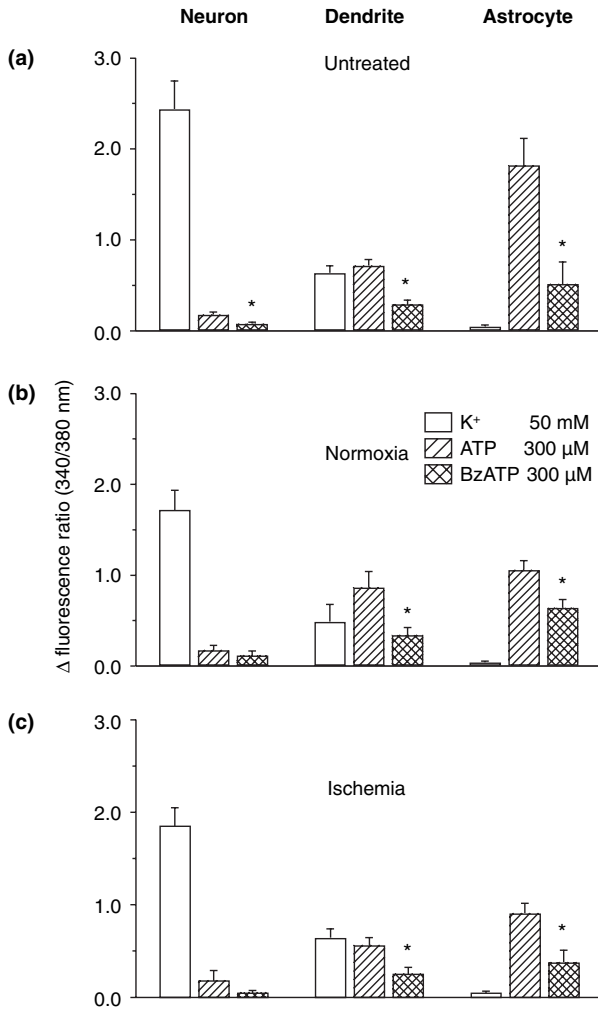 Neuron Dendrite Astrocyte
(a)
Untreated
3.0
2.0
1.0
0.0
* * *
(b)
Δ fluorescence ratio (340/380 nm)
3.0
2.0
1.0
0.0
K+ 50 mM
ATP 300 µM
BzATP 300 µM
Normoxia
* *
(c)
Ischemia
3.0
2.0
1.0
0.0
* *